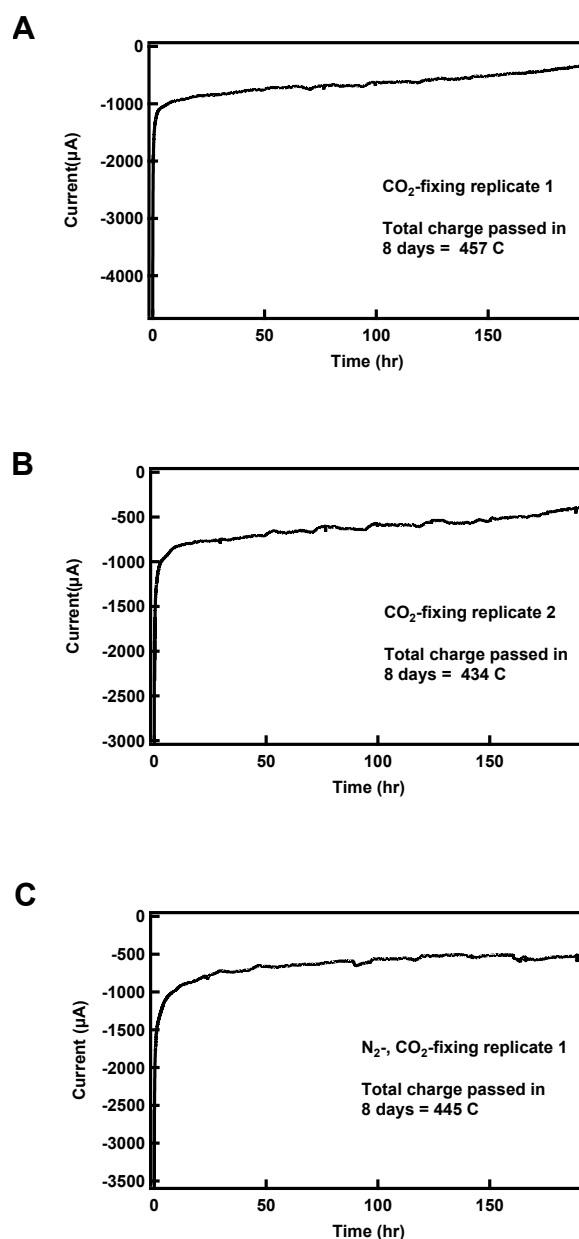 A
0
-1000
-2000
-3000
-4000
Current(µA)
CO₂-fixing replicate 1
Total charge passed in
8 days =  457 C
0
50
100
150
Time (hr)
B
0
-500
-1000
-1500
-2000
-2500
-3000
Current(µA)
CO₂-fixing replicate 2
Total charge passed in
8 days =  434 C
0
50
100
150
Time (hr)
C
0
-500
-1000
-1500
-2000
-2500
-3000
-3500
Current (µA)
N₂-, CO₂-fixing replicate 1
Total charge passed in
8 days = 445 C
0
50
100
150
Time (hr)